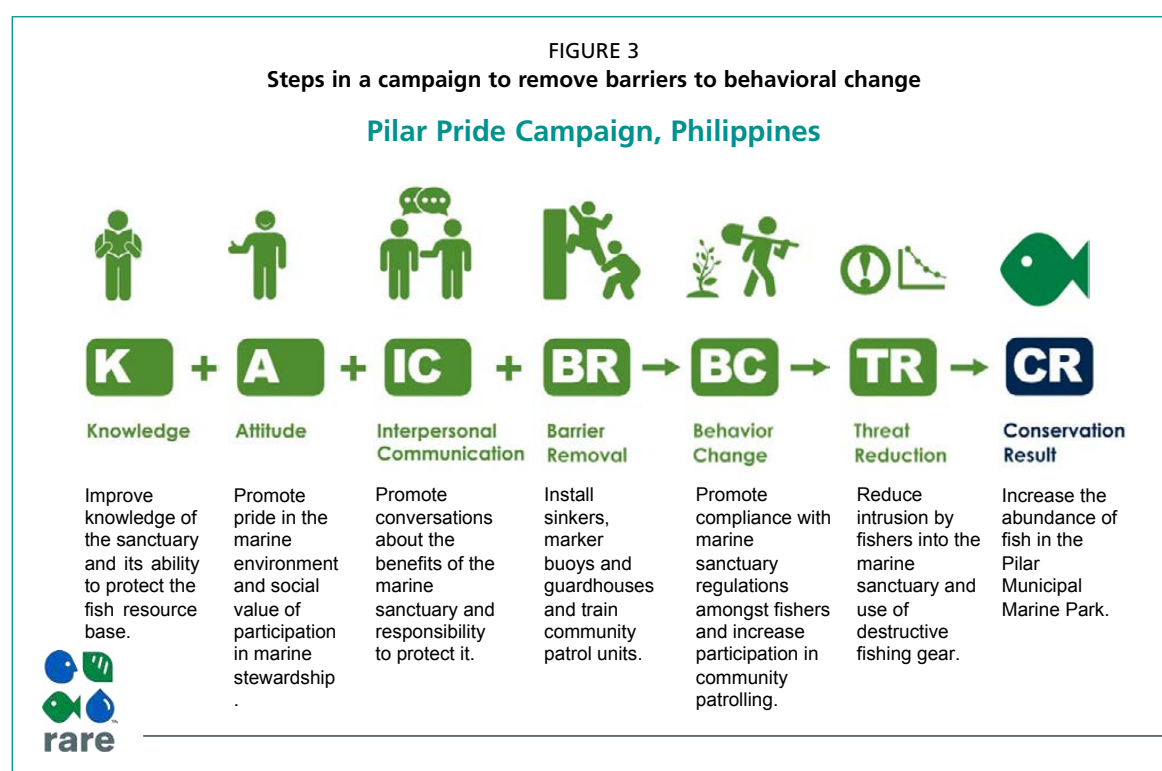 FIGURE 3
Steps in a campaign to remove barriers to behavioral change
Pilar Pride Campaign, Philippines
K + A + IC + BR → BC → TR → CR
Knowledge
Improve
knowledge of
the sanctuary
and its ability
to protect the
fish resource
base.
Attitude
Promote
pride in the
marine
environment
and social
value of
participation
in marine
stewardship
.
Interpersonal
Communication
Promote
conversations
about the
benefits of the
marine
sanctuary and
responsibility
to protect it.
Barrier
Removal
Install
sinkers,
marker
buoys and
guardhouses
and train
community
patrol units.
Behavior
Change
Promote
compliance with
marine
sanctuary
regulations
amongst fishers
and increase
participation in
community
patrolling.
Threat
Reduction
Reduce
intrusion by
fishers into the
marine
sanctuary and
use of
destructive
fishing gear.
Conservation
Result
Increase the
abundance of
fish in the
Pilar
Municipal
Marine Park.
rare